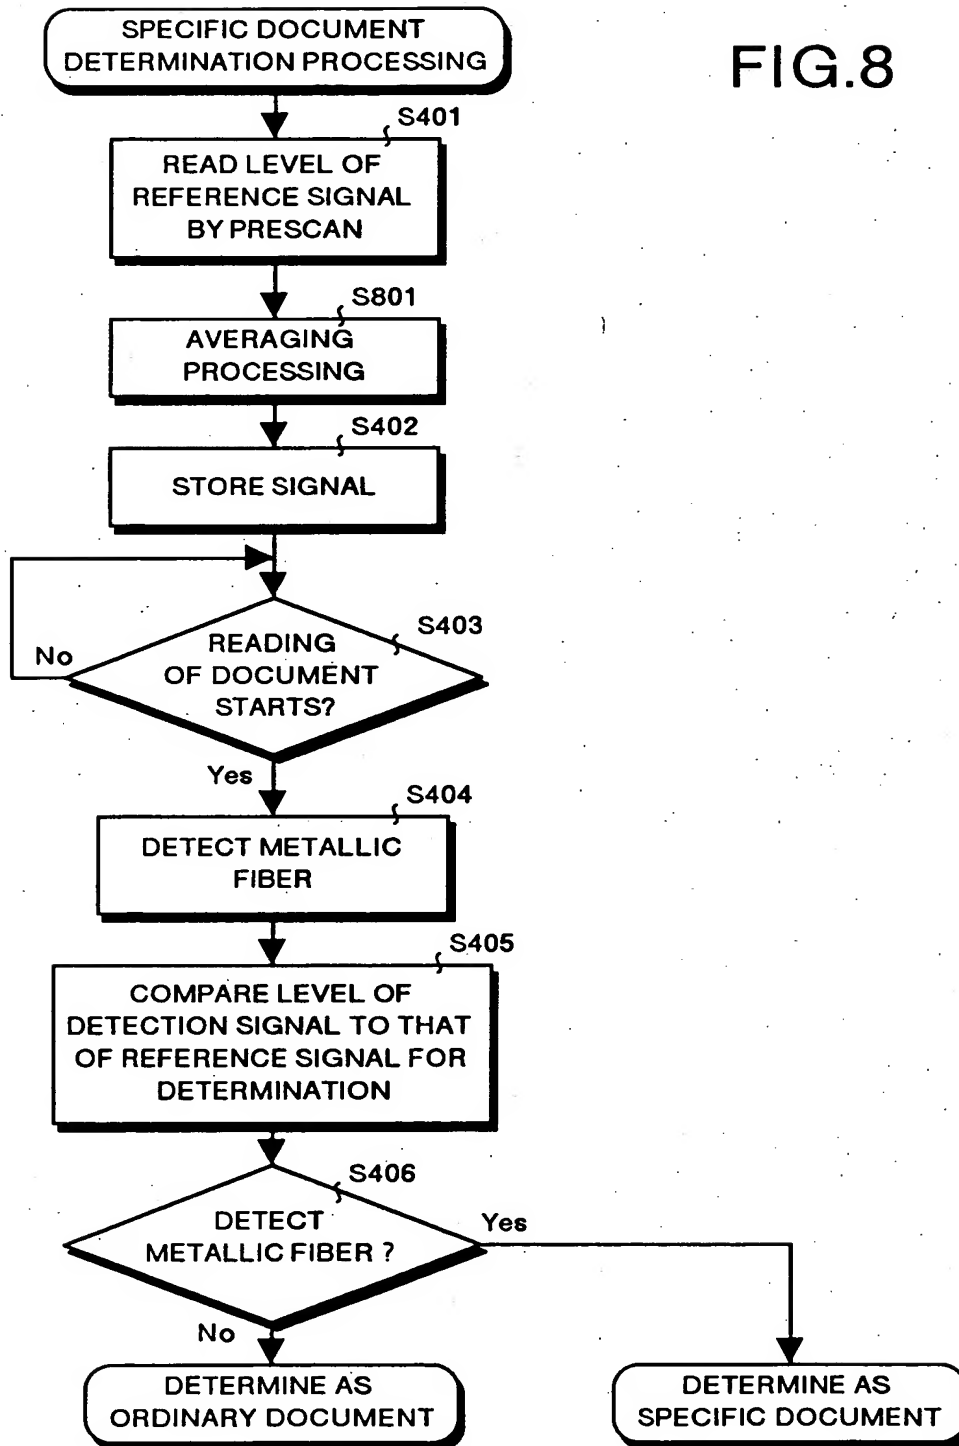 SPECIFIC DOCUMENT
DETERMINATION PROCESSING
FIG.8
S401
READ LEVEL OF
REFERENCE SIGNAL
BY PRESCAN
S801
AVERAGING
PROCESSING
S402
STORE SIGNAL
S403
READING
OF DOCUMENT
STARTS?
No
Yes
S404
DETECT METALLIC
FIBER
S405
COMPARE LEVEL OF
DETECTION SIGNAL TO THAT
OF REFERENCE SIGNAL FOR
DETERMINATION
S406
DETECT
METALLIC FIBER ?
Yes
No
DETERMINE AS
ORDINARY DOCUMENT
DETERMINE AS
SPECIFIC DOCUMENT